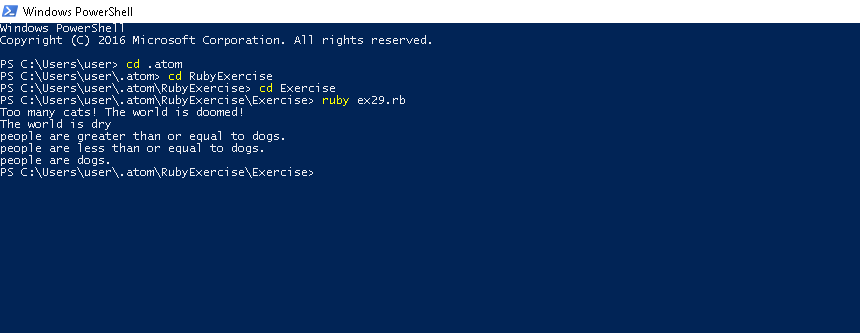 Windows PowerShell
Windows PowerShell
Copyright (C) 2016 Microsoft Corporation. All rights reserved.
PS C:\Users\user> cd .atom
PS C:\Users\user\.atom> cd RubyExercise
PS C:\Users\user\.atom\RubyExercise> cd Exercise
PS C:\Users\user\.atom\RubyExercise\Exercise> ruby ex29.rb
Too many cats! The world is doomed!
The world is dry
people are greater than or equal to dogs.
people are less than or equal to dogs.
people are dogs.
PS C:\Users\user\.atom\RubyExercise\Exercise>